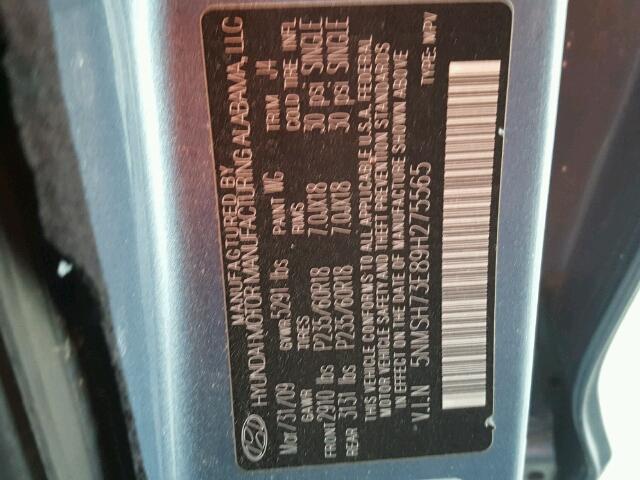 MANUFACTURED BY
HYUNDAI MOTOR MANUFACTURING ALABAMA, LLC
Mar/31/09 GVWR 5291 lbs PAINT WG TRIM J4
GAWR TIRES RIMS COLD TIRE INFL
FRONT 2910 lbs P235/60R18 7.0JX18 30 psi SINGLE
REAR 3131 lbs P235/60R18 7.0JX18 30 psi SINGLE
THIS VEHICLE CONFORMS TO ALL APPLICABLE U.S.A. FEDERAL
MOTOR VEHICLE SAFETY AND THEFT PREVENTION STANDARDS
IN EFFECT ON THE DATE OF MANUFACTURE SHOWN ABOVE
V.I.N 5NMSH73E89H275565 TYPE: MPV